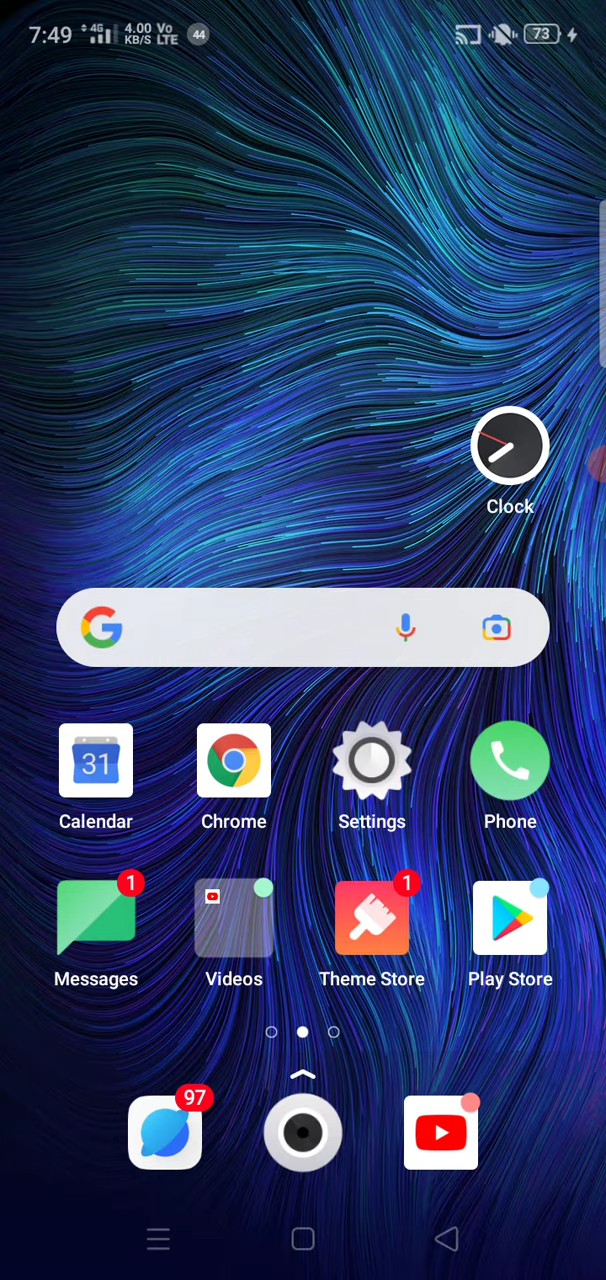 7:49 4G 4.00 KB/S Vo LTE 44 73
Clock
31
Calendar Chrome Settings Phone
1 1
Messages Videos Theme Store Play Store
97